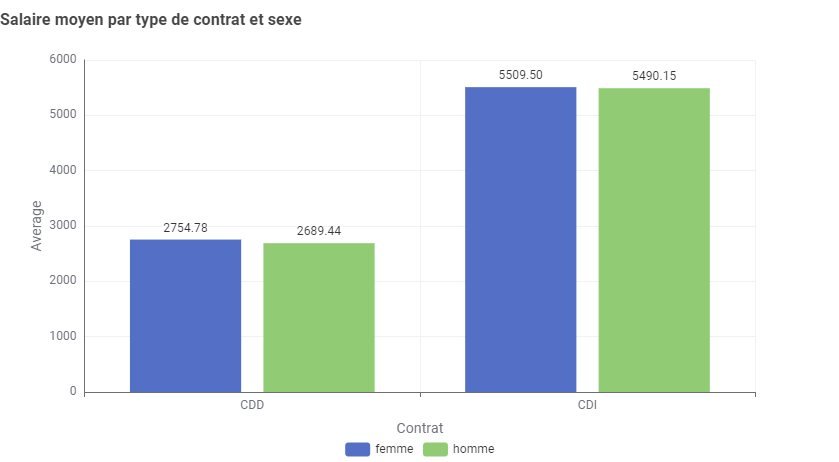 Salaire moyen par type de contrat et sexe
6000
5000
4000
3000
2000
1000
0
Average
2754.78
2689.44
5509.50
5490.15
CDD
CDI
Contrat
femme
homme